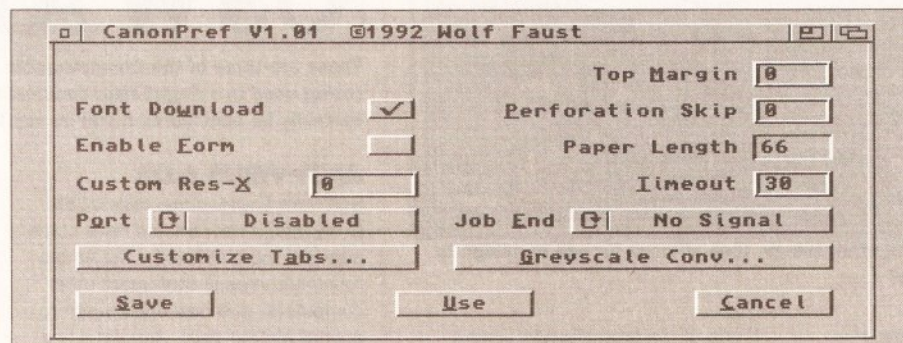 CanonPref V1.01 ©1992 Wolf Faust
Top Margin 0
Font Download
Perforation Skip 0
Enable Form
Paper Length 66
Custom Res-X 0
Timeout 30
Port Disabled
Job End No Signal
Customize Tabs...
Greyscale Conv...
Save Use Cancel